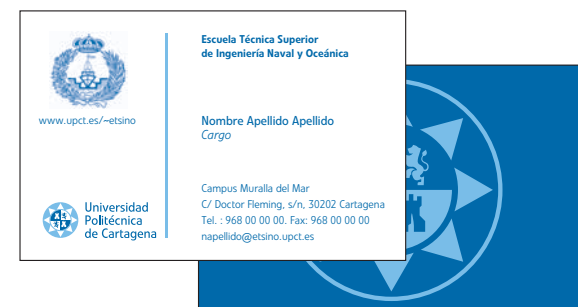 www.upct.es/~etsino
Universidad
Politécnica
de Cartagena
Escuela Técnica Superior
de Ingeniería Naval y Oceánica
Nombre Apellido Apellido
Cargo
Campus Muralla del Mar
C/ Doctor Fleming, s/n, 30202 Cartagena
Tel. : 968 00 00 00. Fax: 968 00 00 00
napellido@etsino.upct.es